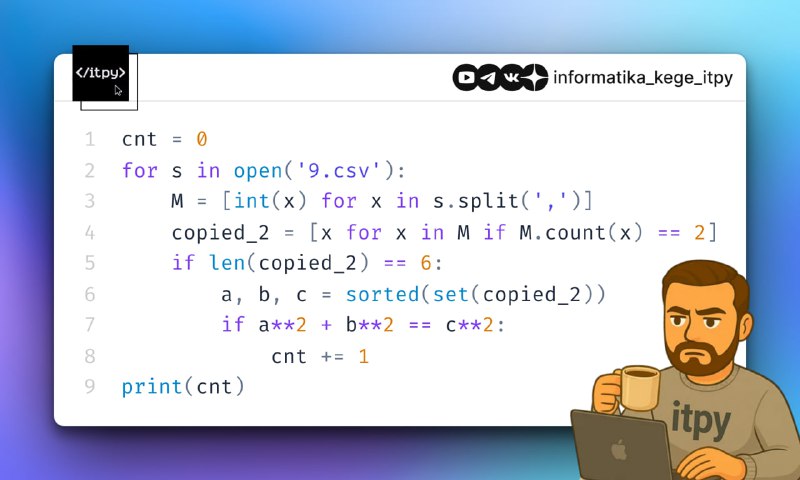 </itpy>
informatika_kege_itpy
1 cnt = 0
2 for s in open('9.csv'):
3     M = [int(x) for x in s.split(',')]
4     copied_2 = [x for x in M if M.count(x) == 2]
5     if len(copied_2) == 6:
6         a, b, c = sorted(set(copied_2))
7         if a**2 + b**2 == c**2:
8             cnt += 1
9 print(cnt)
itpy